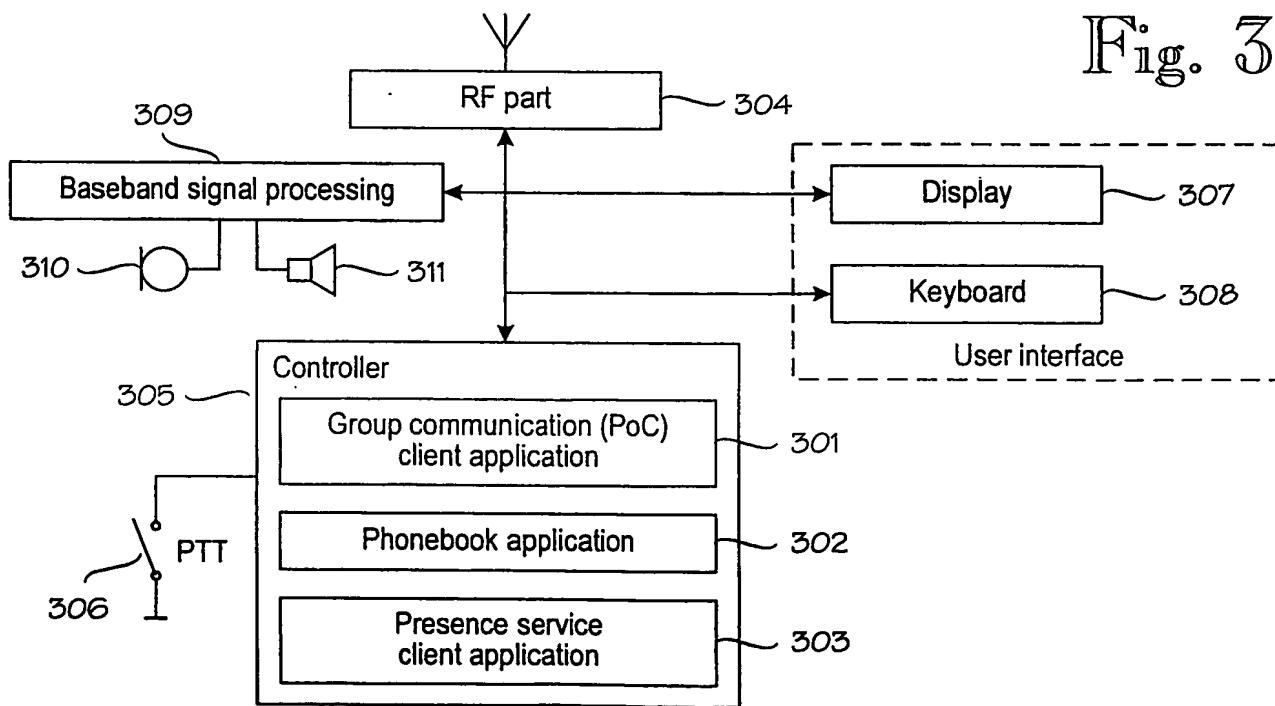 Fig. 3
RF part
304
309
Baseband signal processing
Display
307
310
311
Keyboard
308
User interface
Controller
305
Group communication (PoC)
client application
301
PTT
306
Phonebook application
302
Presence service
client application
303